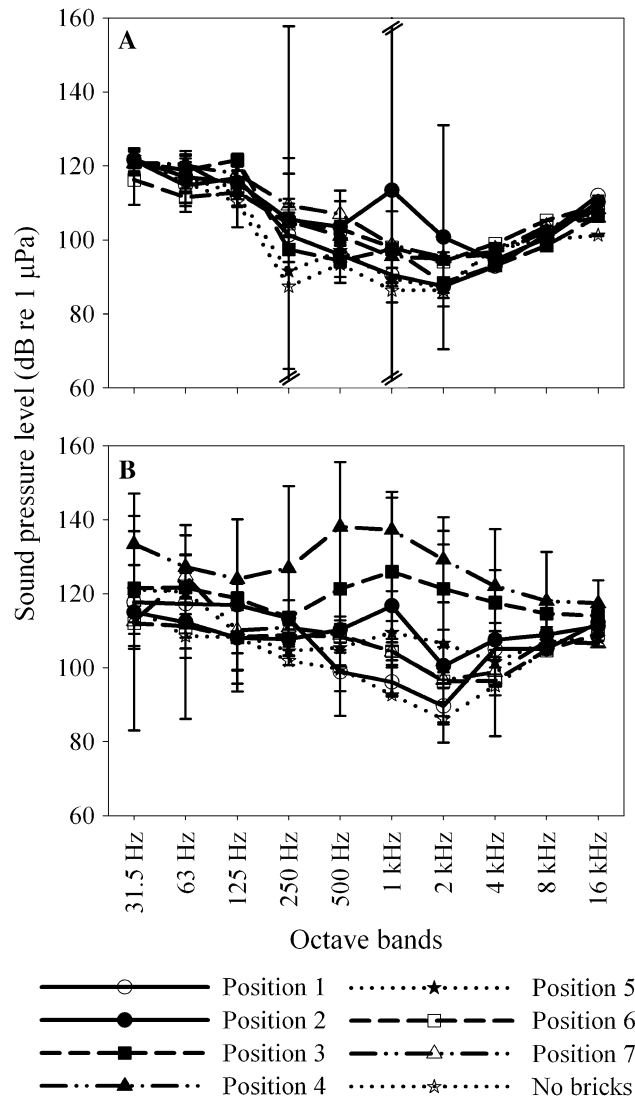 A
160
140
120
100
80
60
B
160
140
120
100
80
60
Sound pressure level (dB re 1 μPa)
31.5 Hz
63 Hz
125 Hz
250 Hz
500 Hz
1 kHz
2 kHz
4 kHz
8 kHz
16 kHz
Octave bands
Position 1
Position 2
Position 3
Position 4
Position 5
Position 6
Position 7
No bricks